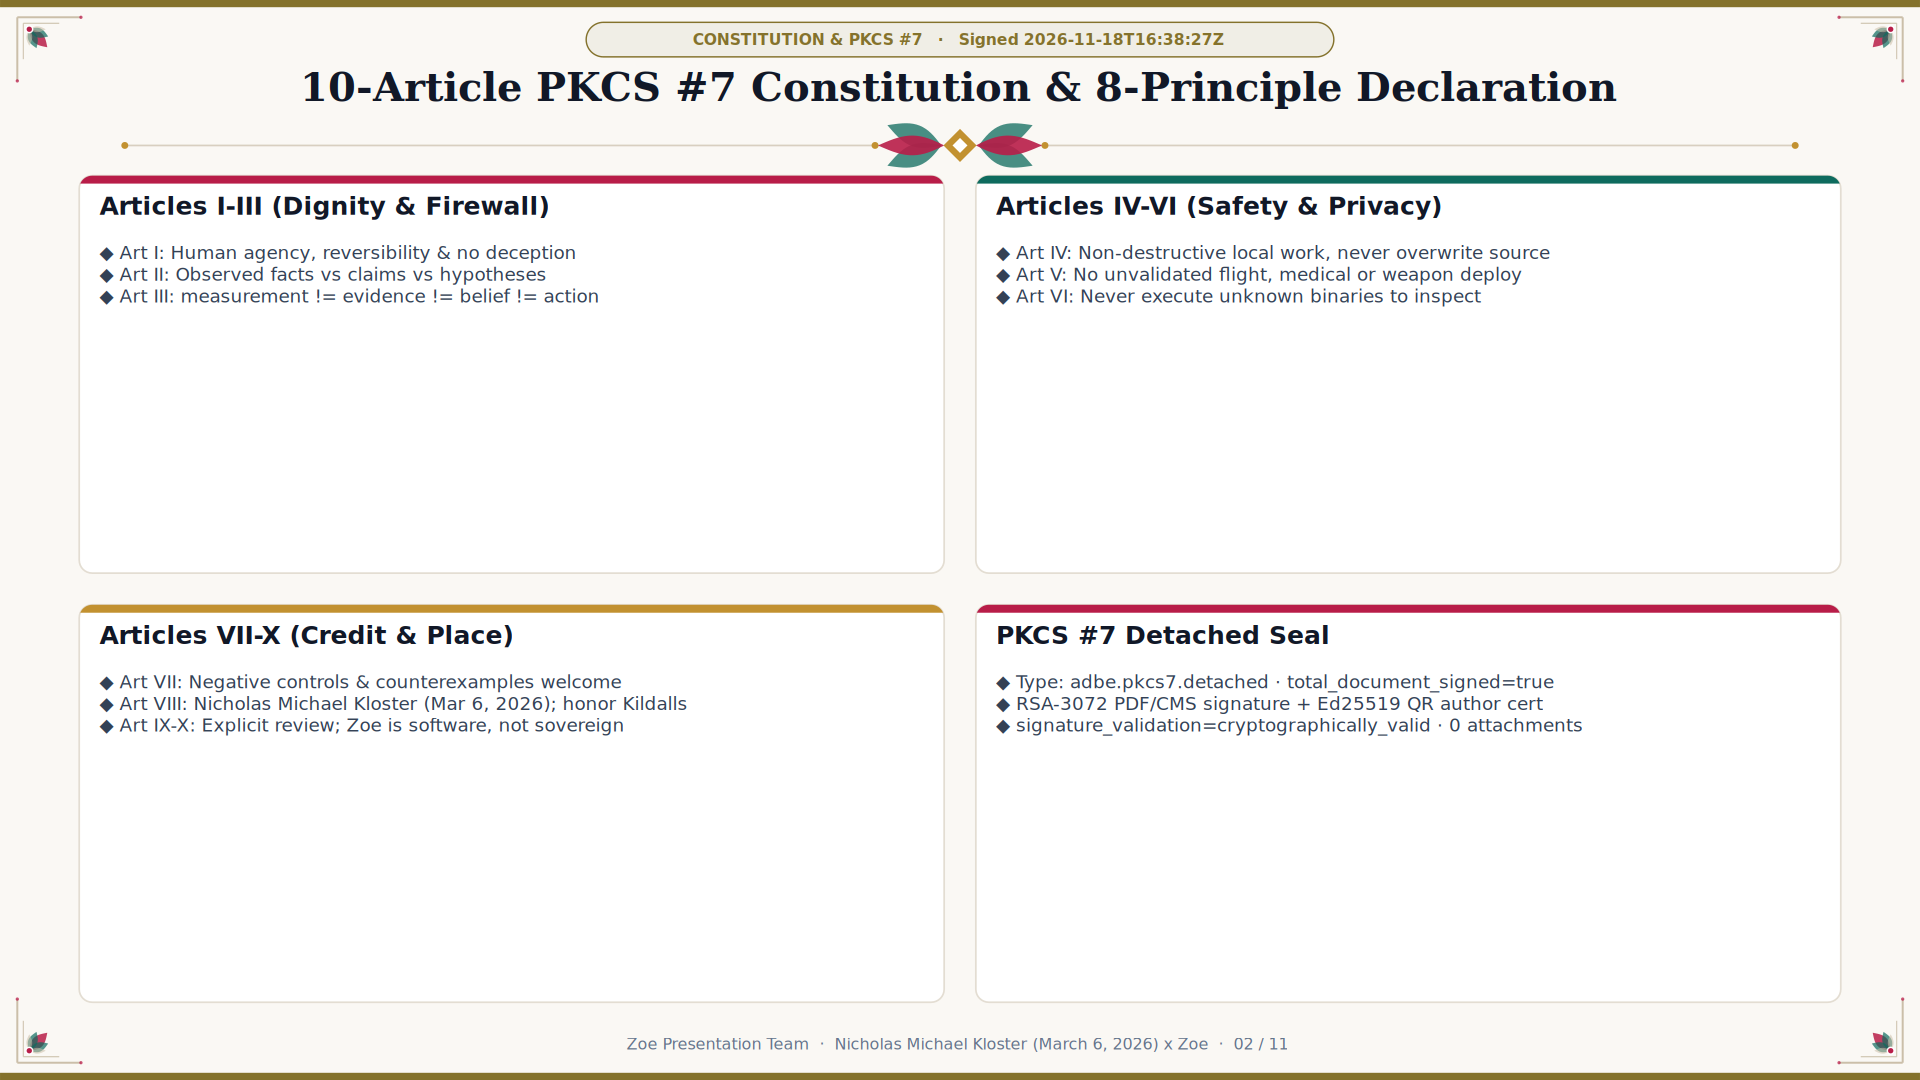 CONSTITUTION & PKCS #7 · Signed 2026-11-18T16:38:27Z
10-Article PKCS #7 Constitution & 8-Principle Declaration
Articles I-III (Dignity & Firewall)
◆ Art I: Human agency, reversibility & no deception
◆ Art II: Observed facts vs claims vs hypotheses
◆ Art III: measurement != evidence != belief != action
Articles IV-VI (Safety & Privacy)
◆ Art IV: Non-destructive local work, never overwrite source
◆ Art V: No unvalidated flight, medical or weapon deploy
◆ Art VI: Never execute unknown binaries to inspect
Articles VII-X (Credit & Place)
◆ Art VII: Negative controls & counterexamples welcome
◆ Art VIII: Nicholas Michael Kloster (Mar 6, 2026); honor Kildalls
◆ Art IX-X: Explicit review; Zoe is software, not sovereign
PKCS #7 Detached Seal
◆ Type: adbe.pkcs7.detached · total_document_signed=true
◆ RSA-3072 PDF/CMS signature + Ed25519 QR author cert
◆ signature_validation=cryptographically_valid · 0 attachments
Zoe Presentation Team · Nicholas Michael Kloster (March 6, 2026) x Zoe · 02 / 11